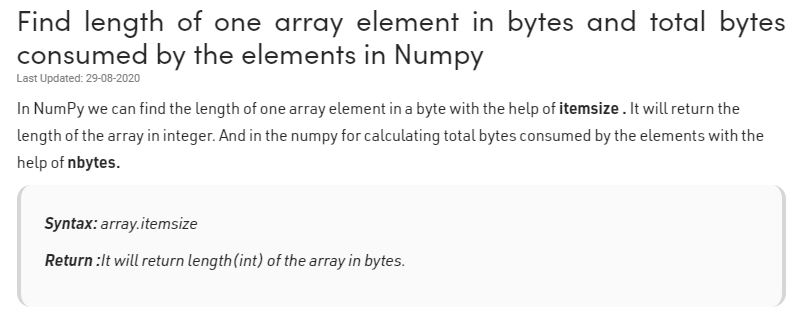 Find length of one array element in bytes and total bytes
consumed by the elements in Numpy
Last Updated: 29-08-2020
In NumPy we can find the length of one array element in a byte with the help of itemsize . It will return the
length of the array in integer. And in the numpy for calculating total bytes consumed by the elements with the
help of nbytes.
Syntax: array.itemsize
Return :It will return length(int) of the array in bytes.